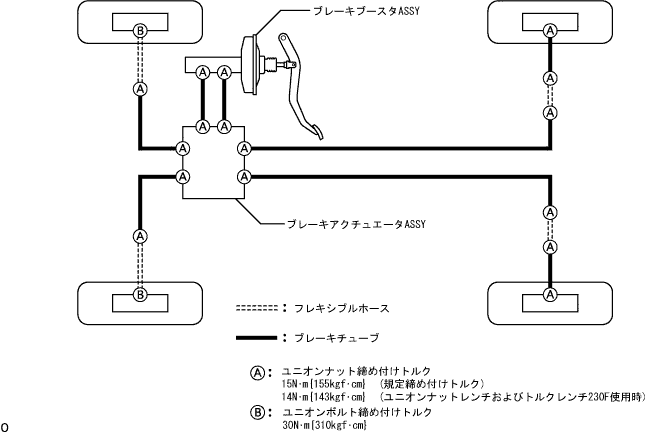 ブレーキブースタASSY
B
A
A
A
A
A
A
A
A
A
A
A
A
A
ブレーキアクチュエータASSY
A
A
A
B
A
：フレキシブルホース
：ブレーキチューブ
A：ユニオンナット締め付けトルク
15N･m{155kgf･cm} （規定締め付けトルク）
14N･m{143kgf･cm} （ユニオンナットレンチおよびトルクレンチ230F使用時）
B：ユニオンボルト締め付けトルク
30N･m{310kgf･cm}
O